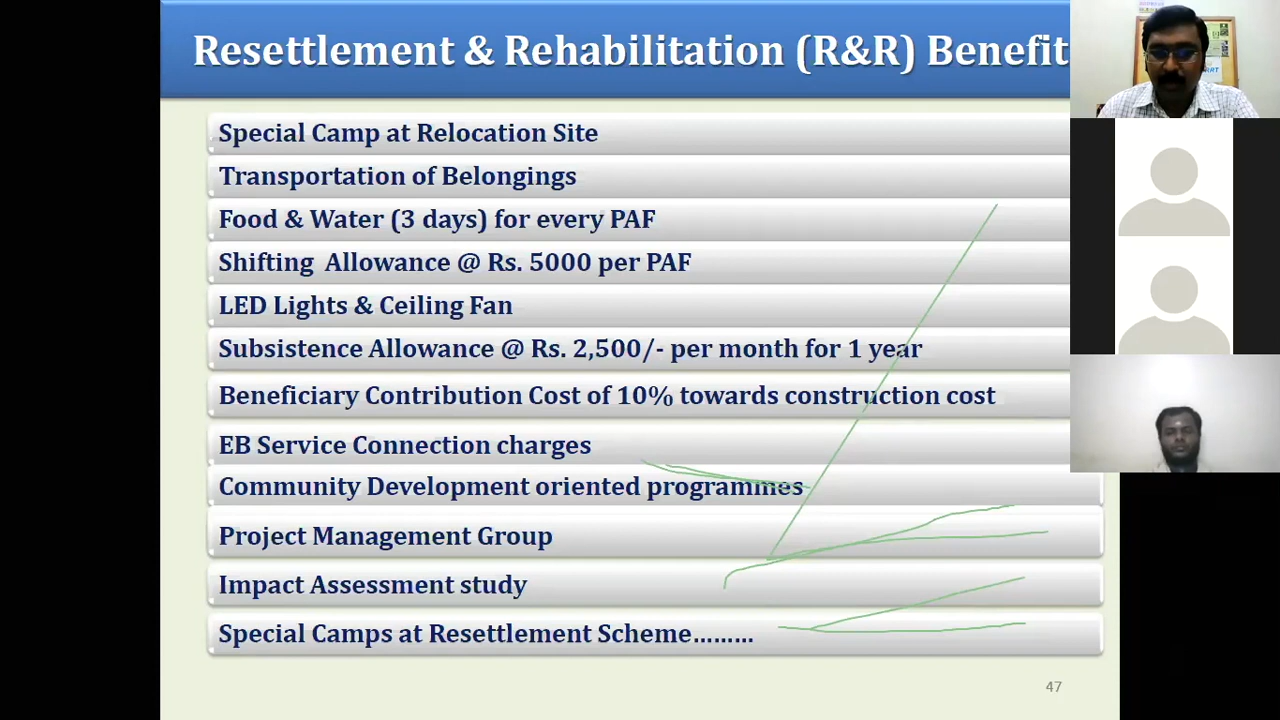 Resettlement & Rehabilitation (R&R) Benefit
Special Camp at Relocation Site
Transportation of Belongings
Food & Water (3 days) for every PAF
Shifting Allowance @ Rs. 5000 per PAF
LED Lights & Ceiling Fan
Subsistence Allowance @ Rs. 2,500/- per month for 1 year
Beneficiary Contribution Cost of 10% towards construction cost
EB Service Connection charges
Community Development oriented programmes
Project Management Group
Impact Assessment study
Special Camps at Resettlement Scheme.........
47